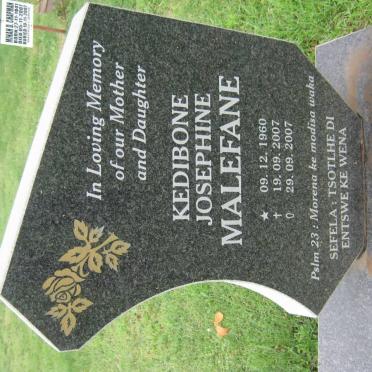 In Loving Memory
of our Mother
and Daughter
KEDIBONE
JOSEPHINE
MALEFANE
★ 09. 12. 1960
† 19. 09. 2007
⚰ 29. 09. 2007
Pslm 23 : Morena ke modisa waka
SEFELA : TSOTLHE DI
ENTSWE KE WENA